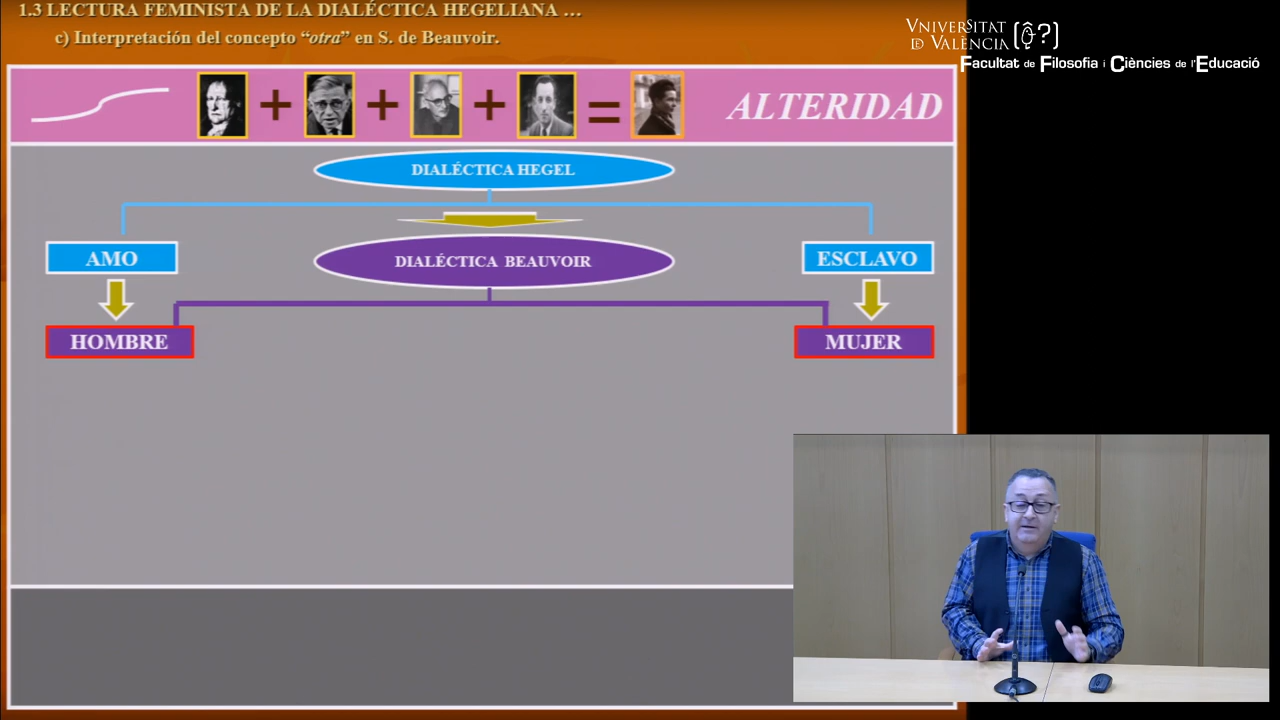 1.3 LECTURA FEMINISTA DE LA DIALÉCTICA HEGELIANA …
c) Interpretación del concepto “otra” en S. de Beauvoir.
VNIVERSITAT
DE VALÈNCIA
Facultat de Filosofia i Ciències de l'Educació
+ + + = ALTERIDAD
DIALÉCTICA HEGEL
AMO
DIALÉCTICA BEAUVOIR
ESCLAVO
HOMBRE
MUJER